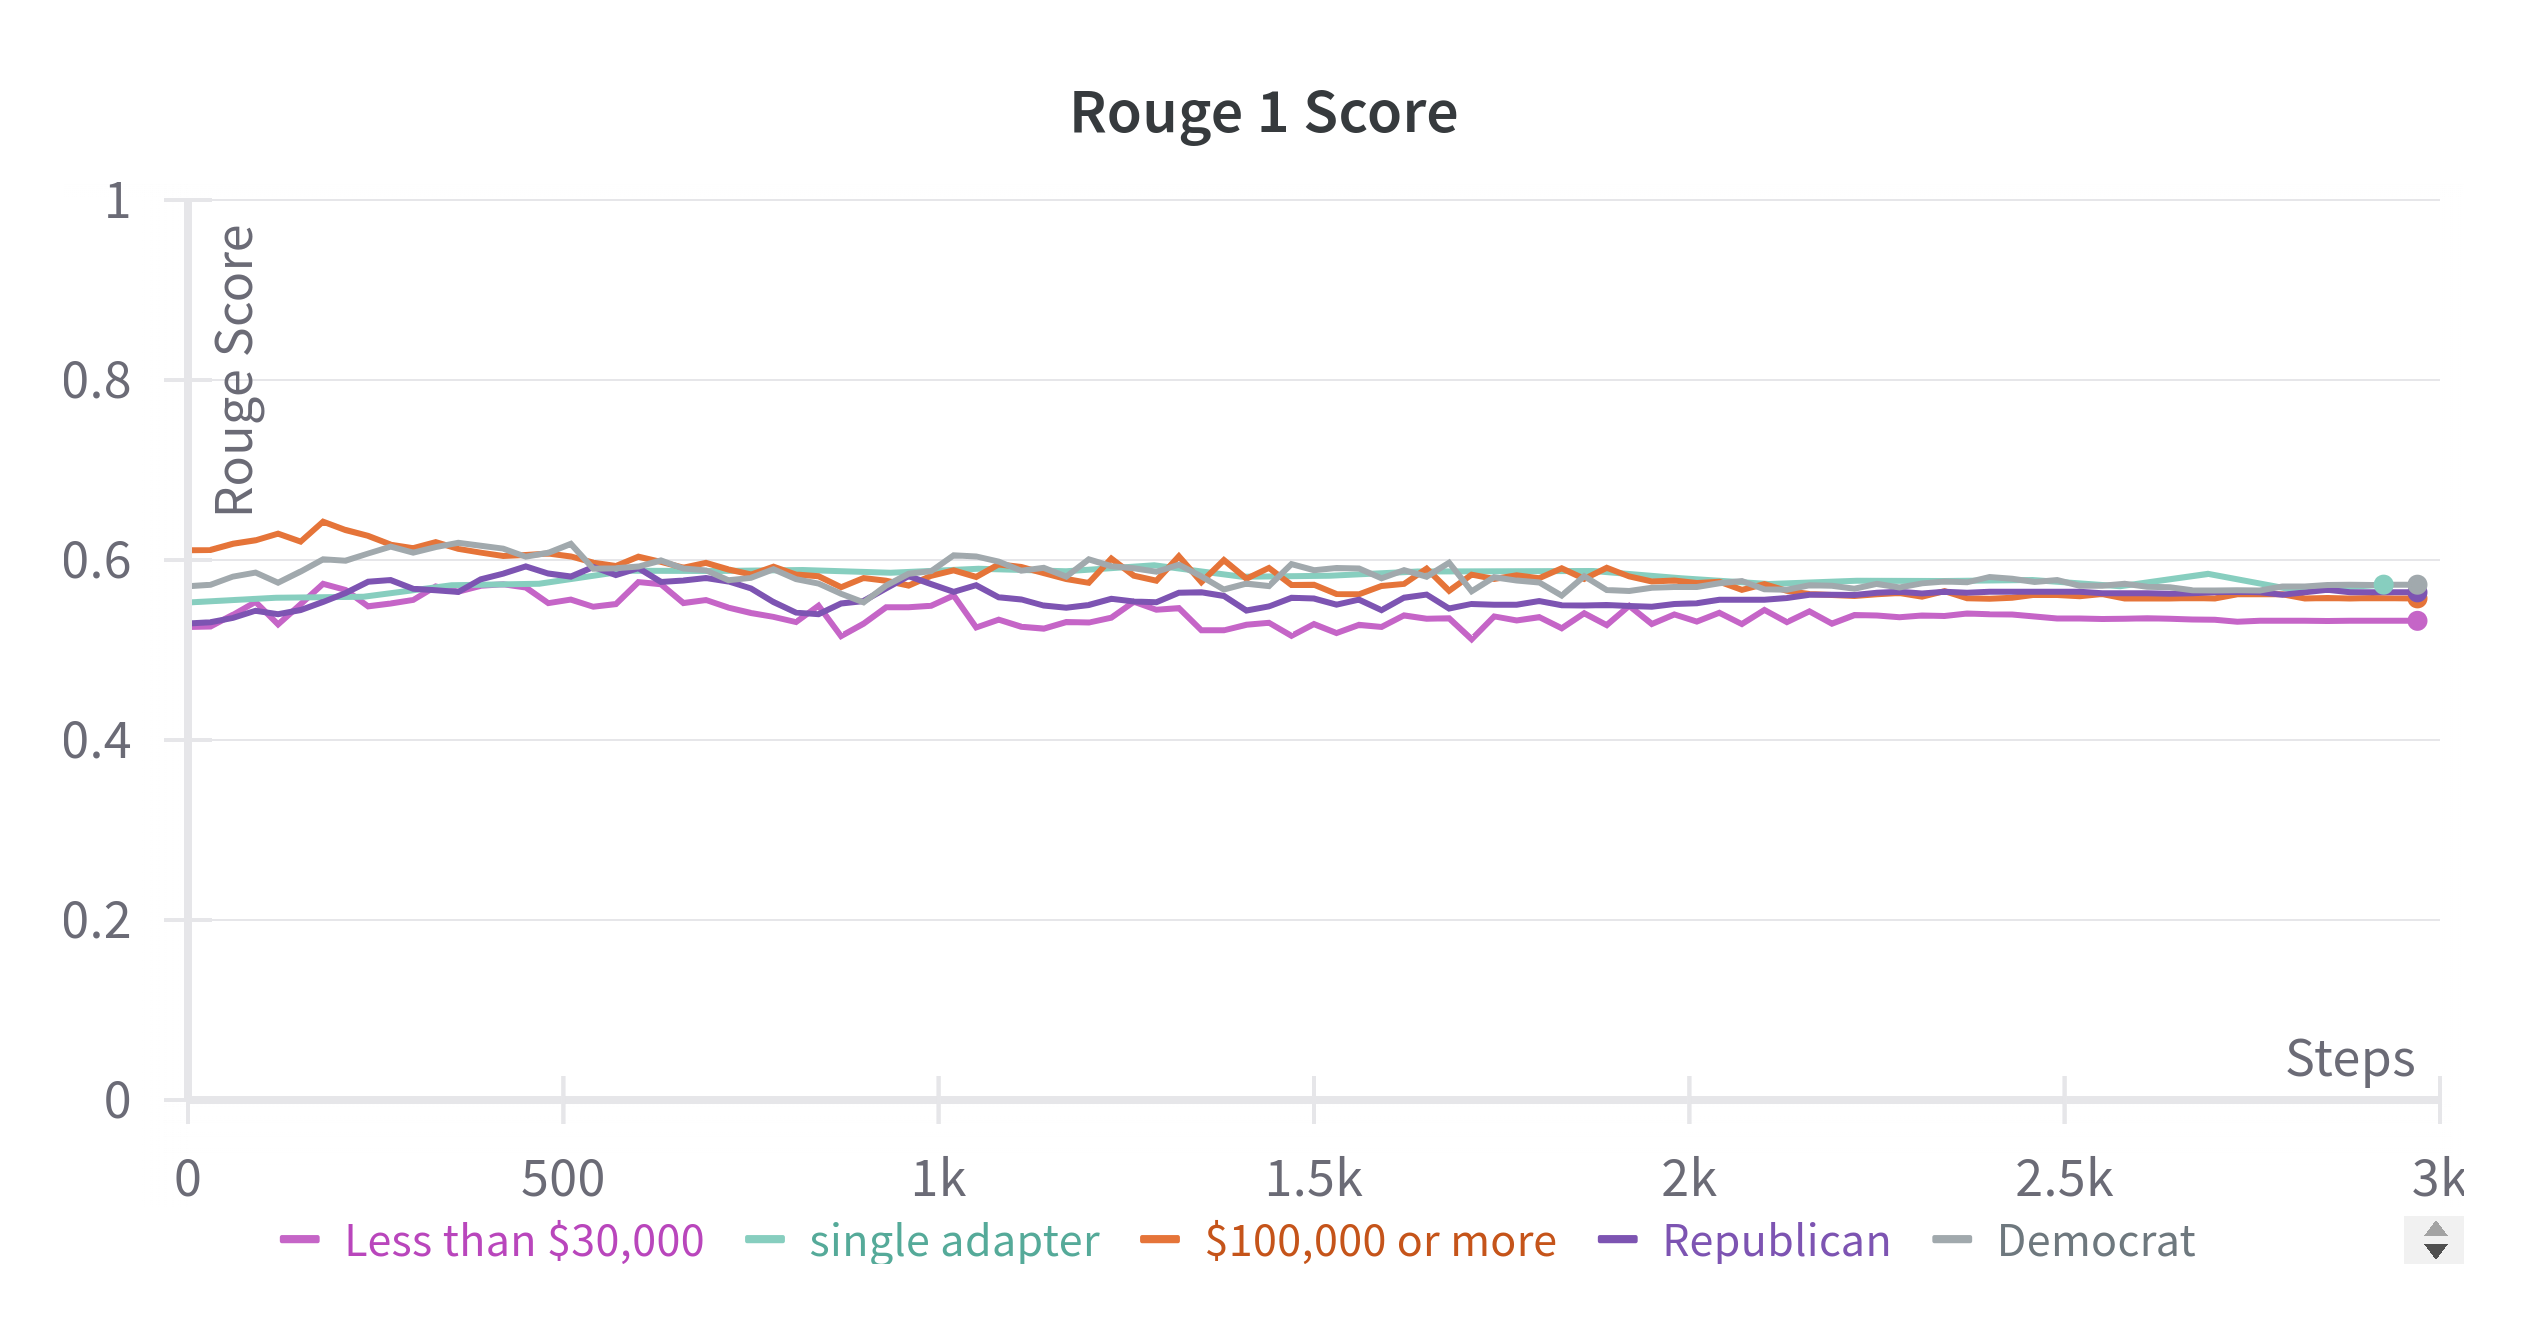 Rouge 1 Score
Rouge Score
1
0.8
0.6
0.4
0.2
0
Steps
0 500 1k 1.5k 2k 2.5k 3k
Less than $30,000 single adapter $100,000 or more Republican Democrat